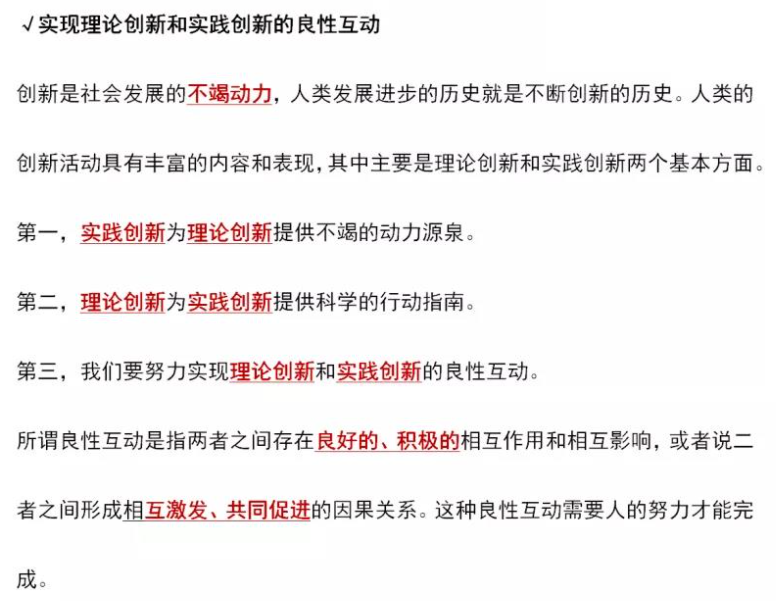 √实现理论创新和实践创新的良性互动
创新是社会发展的不竭动力，人类发展进步的历史就是不断创新的历史。人类的
创新活动具有丰富的内容和表现，其中主要是理论创新和实践创新两个基本方面。
第一，实践创新为理论创新提供不竭的动力源泉。
第二，理论创新为实践创新提供科学的行动指南。
第三，我们要努力实现理论创新和实践创新的良性互动。
所谓良性互动是指两者之间存在良好的、积极的相互作用和相互影响，或者说二
者之间形成相互激发、共同促进的因果关系。这种良性互动需要人的努力才能完
成。